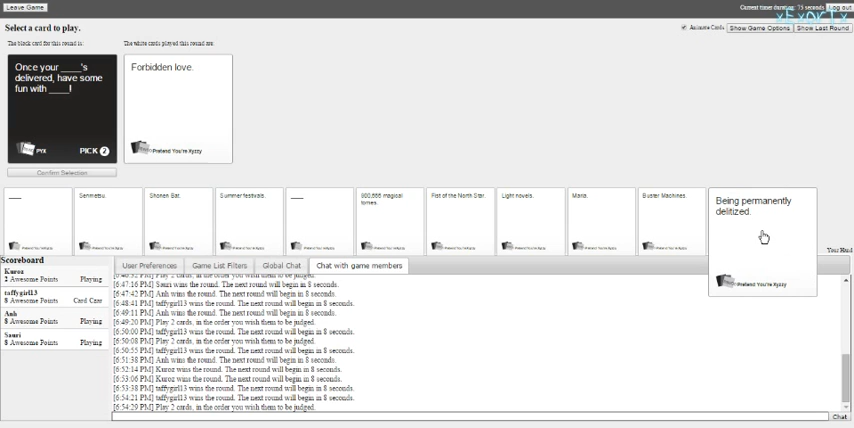 Leave Game
Current timer duration: 73 seconds
Log out
xExorTx
Select a card to play.
Animate Cards
Show Game Options
Show Last Round
The black card for this round is:
The white cards played this round are:
Once your ____'s
delivered, have some
fun with ____!
PYX
PICK 2
Forbidden love.
Pretend You're Xyzzy
Confirm Selection
____
Senmetsu.
Shonen Bat.
Summer festivals.
____
Fist of the North Star.
Light novels.
Maria.
Buster Machines.
Being permanently
delitized.
Pretend You're Xyzzy
Your Hand
Scoreboard
Kuroz
2 Awesome Points
Playing
taffygirl13
8 Awesome Points
Card Czar
Anh
8 Awesome Points
Playing
Sauri
8 Awesome Points
Playing
User Preferences
Game List Filters
Global Chat
Chat with game members
[6:47:16 PM] Sauri wins the round. The next round will begin in 8 seconds.
[6:47:42 PM] Anh wins the round. The next round will begin in 8 seconds.
[6:48:41 PM] taffygirl13 wins the round. The next round will begin in 8 seconds.
[6:49:11 PM] Anh wins the round. The next round will begin in 8 seconds.
[6:49:20 PM] Play 2 cards, in the order you wish them to be judged.
[6:50:00 PM] taffygirl13 wins the round. The next round will begin in 8 seconds.
[6:50:08 PM] Play 2 cards, in the order you wish them to be judged.
[6:50:55 PM] taffygirl13 wins the round. The next round will begin in 8 seconds.
[6:51:38 PM] Anh wins the round. The next round will begin in 8 seconds.
[6:52:14 PM] Kuroz wins the round. The next round will begin in 8 seconds.
[6:53:06 PM] Kuroz wins the round. The next round will begin in 8 seconds.
[6:53:38 PM] taffygirl13 wins the round. The next round will begin in 8 seconds.
[6:54:21 PM] taffygirl13 wins the round. The next round will begin in 8 seconds.
[6:54:29 PM] Play 2 cards, in the order you wish them to be judged.
Chat